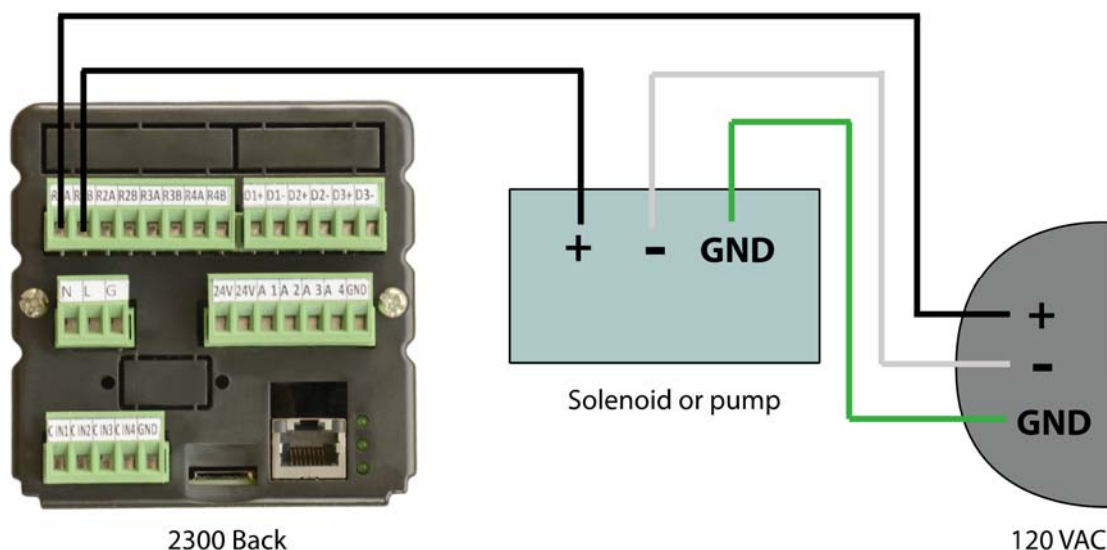 R1A R1B R2A R2B R3A R3B R4A R4B
D1+ D1- D2+ D2- D3+ D3-
N L G
24V 24V A 1 A 2 A 3 A 4 GND
C IN1 C IN2 C IN3 C IN4 GND
+ - GND
Solenoid or pump
+
-
GND
2300 Back
120 VAC